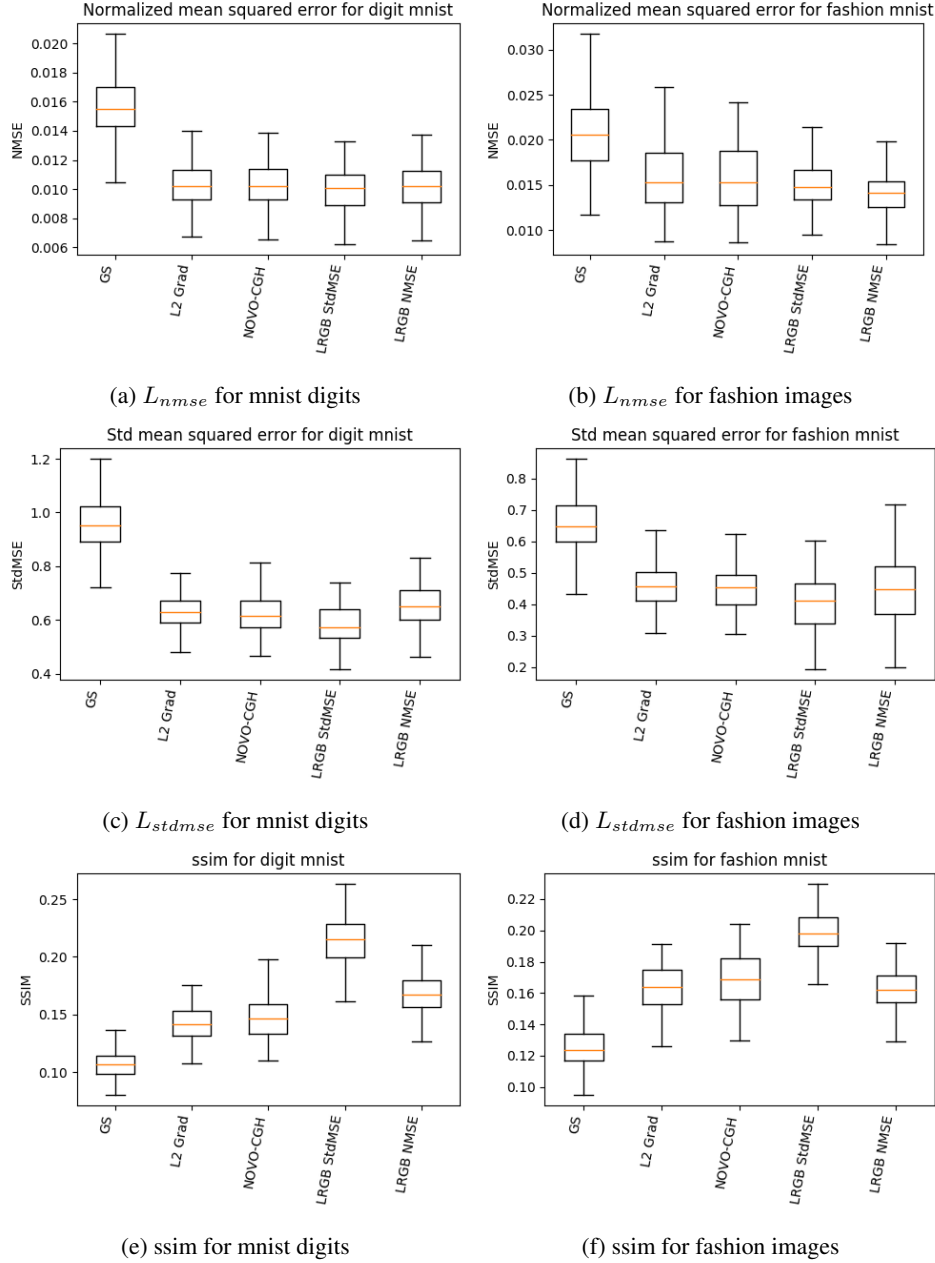 Normalized mean squared error for digit mnist
NMSE
0.020
0.018
0.016
0.014
0.012
0.010
0.008
0.006
GS
L2 Grad
NOVO-CGH
LRGB StdMSE
LRGB NMSE
(a) L_nmse for mnist digits
Normalized mean squared error for fashion mnist
NMSE
0.030
0.025
0.020
0.015
0.010
GS
L2 Grad
NOVO-CGH
LRGB StdMSE
LRGB NMSE
(b) L_nmse for fashion images
Std mean squared error for digit mnist
StdMSE
1.2
1.0
0.8
0.6
0.4
GS
L2 Grad
NOVO-CGH
LRGB StdMSE
LRGB NMSE
(c) L_stdmse for mnist digits
Std mean squared error for fashion mnist
StdMSE
0.8
0.7
0.6
0.5
0.4
0.3
0.2
GS
L2 Grad
NOVO-CGH
LRGB StdMSE
LRGB NMSE
(d) L_stdmse for fashion images
ssim for digit mnist
SSIM
0.25
0.20
0.15
0.10
GS
L2 Grad
NOVO-CGH
LRGB StdMSE
LRGB NMSE
(e) ssim for mnist digits
ssim for fashion mnist
SSIM
0.22
0.20
0.18
0.16
0.14
0.12
0.10
GS
L2 Grad
NOVO-CGH
LRGB StdMSE
LRGB NMSE
(f) ssim for fashion images